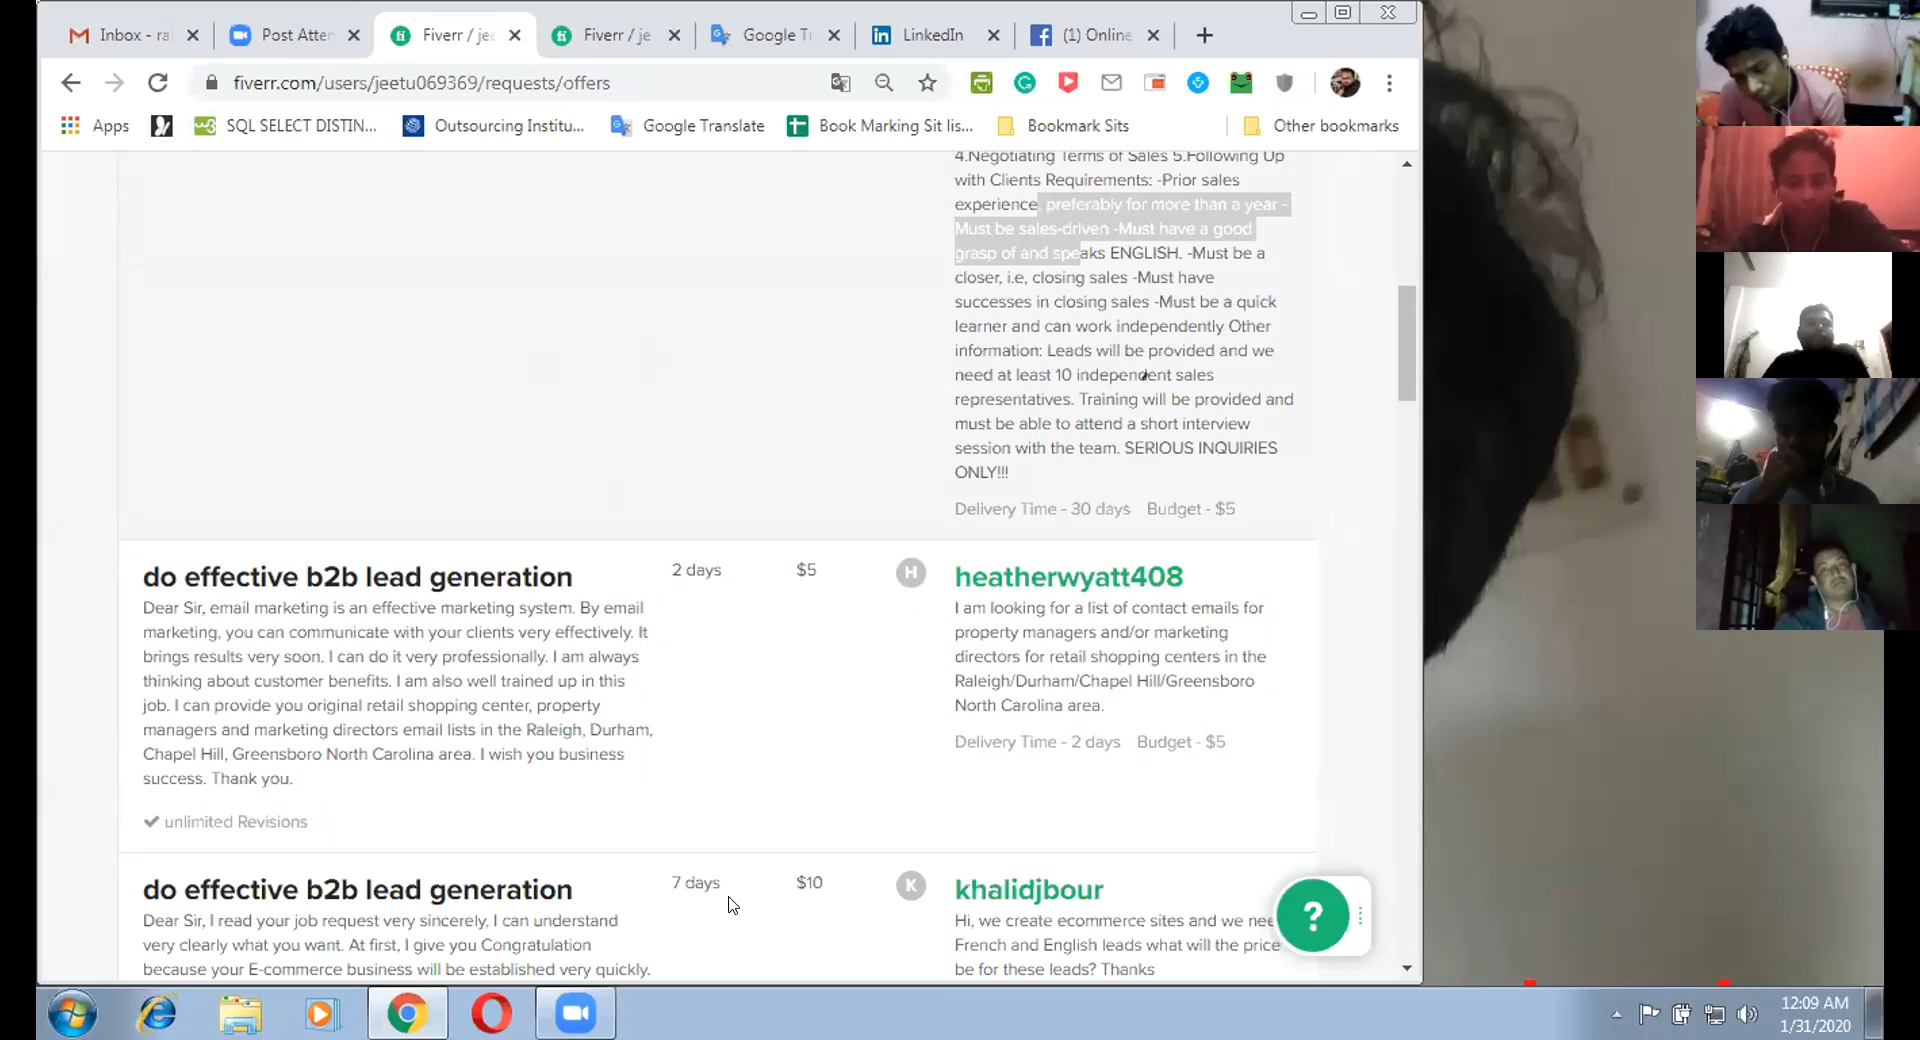 Inbox - ra
Post Atter
Fiverr / jee
Fiverr / je
Google Tr
LinkedIn
(1) Online
fiverr.com/users/jeetu069369/requests/offers
Apps
SQL SELECT DISTIN...
Outsourcing Institu...
Google Translate
Book Marking Sit lis...
Bookmark Sits
Other bookmarks
4.Negotiating Terms of Sales 5.Following Up
with Clients Requirements: -Prior sales
experience, preferably for more than a year -
Must be sales-driven -Must have a good
grasp of and speaks ENGLISH. -Must be a
closer, i.e, closing sales -Must have
successes in closing sales -Must be a quick
learner and can work independently Other
information: Leads will be provided and we
need at least 10 independent sales
representatives. Training will be provided and
must be able to attend a short interview
session with the team. SERIOUS INQUIRIES
ONLY!!!
Delivery Time - 30 days Budget - $5
do effective b2b lead generation
Dear Sir, email marketing is an effective marketing system. By email
marketing, you can communicate with your clients very effectively. It
brings results very soon. I can do it very professionally. I am always
thinking about customer benefits. I am also well trained up in this
job. I can provide you original retail shopping center, property
managers and marketing directors email lists in the Raleigh, Durham,
Chapel Hill, Greensboro North Carolina area. I wish you business
success. Thank you.
unlimited Revisions
2 days
$5
H
heatherwyatt408
I am looking for a list of contact emails for
property managers and/or marketing
directors for retail shopping centers in the
Raleigh/Durham/Chapel Hill/Greensboro
North Carolina area.
Delivery Time - 2 days Budget - $5
do effective b2b lead generation
Dear Sir, I read your job request very sincerely. I can understand
very clearly what you want. At first, I give you Congratulation
because your E-commerce business will be established very quickly.
7 days
$10
K
khalidjbour
Hi, we create ecommerce sites and we nee
French and English leads what will the price
be for these leads? Thanks
?
12:09 AM
1/31/2020